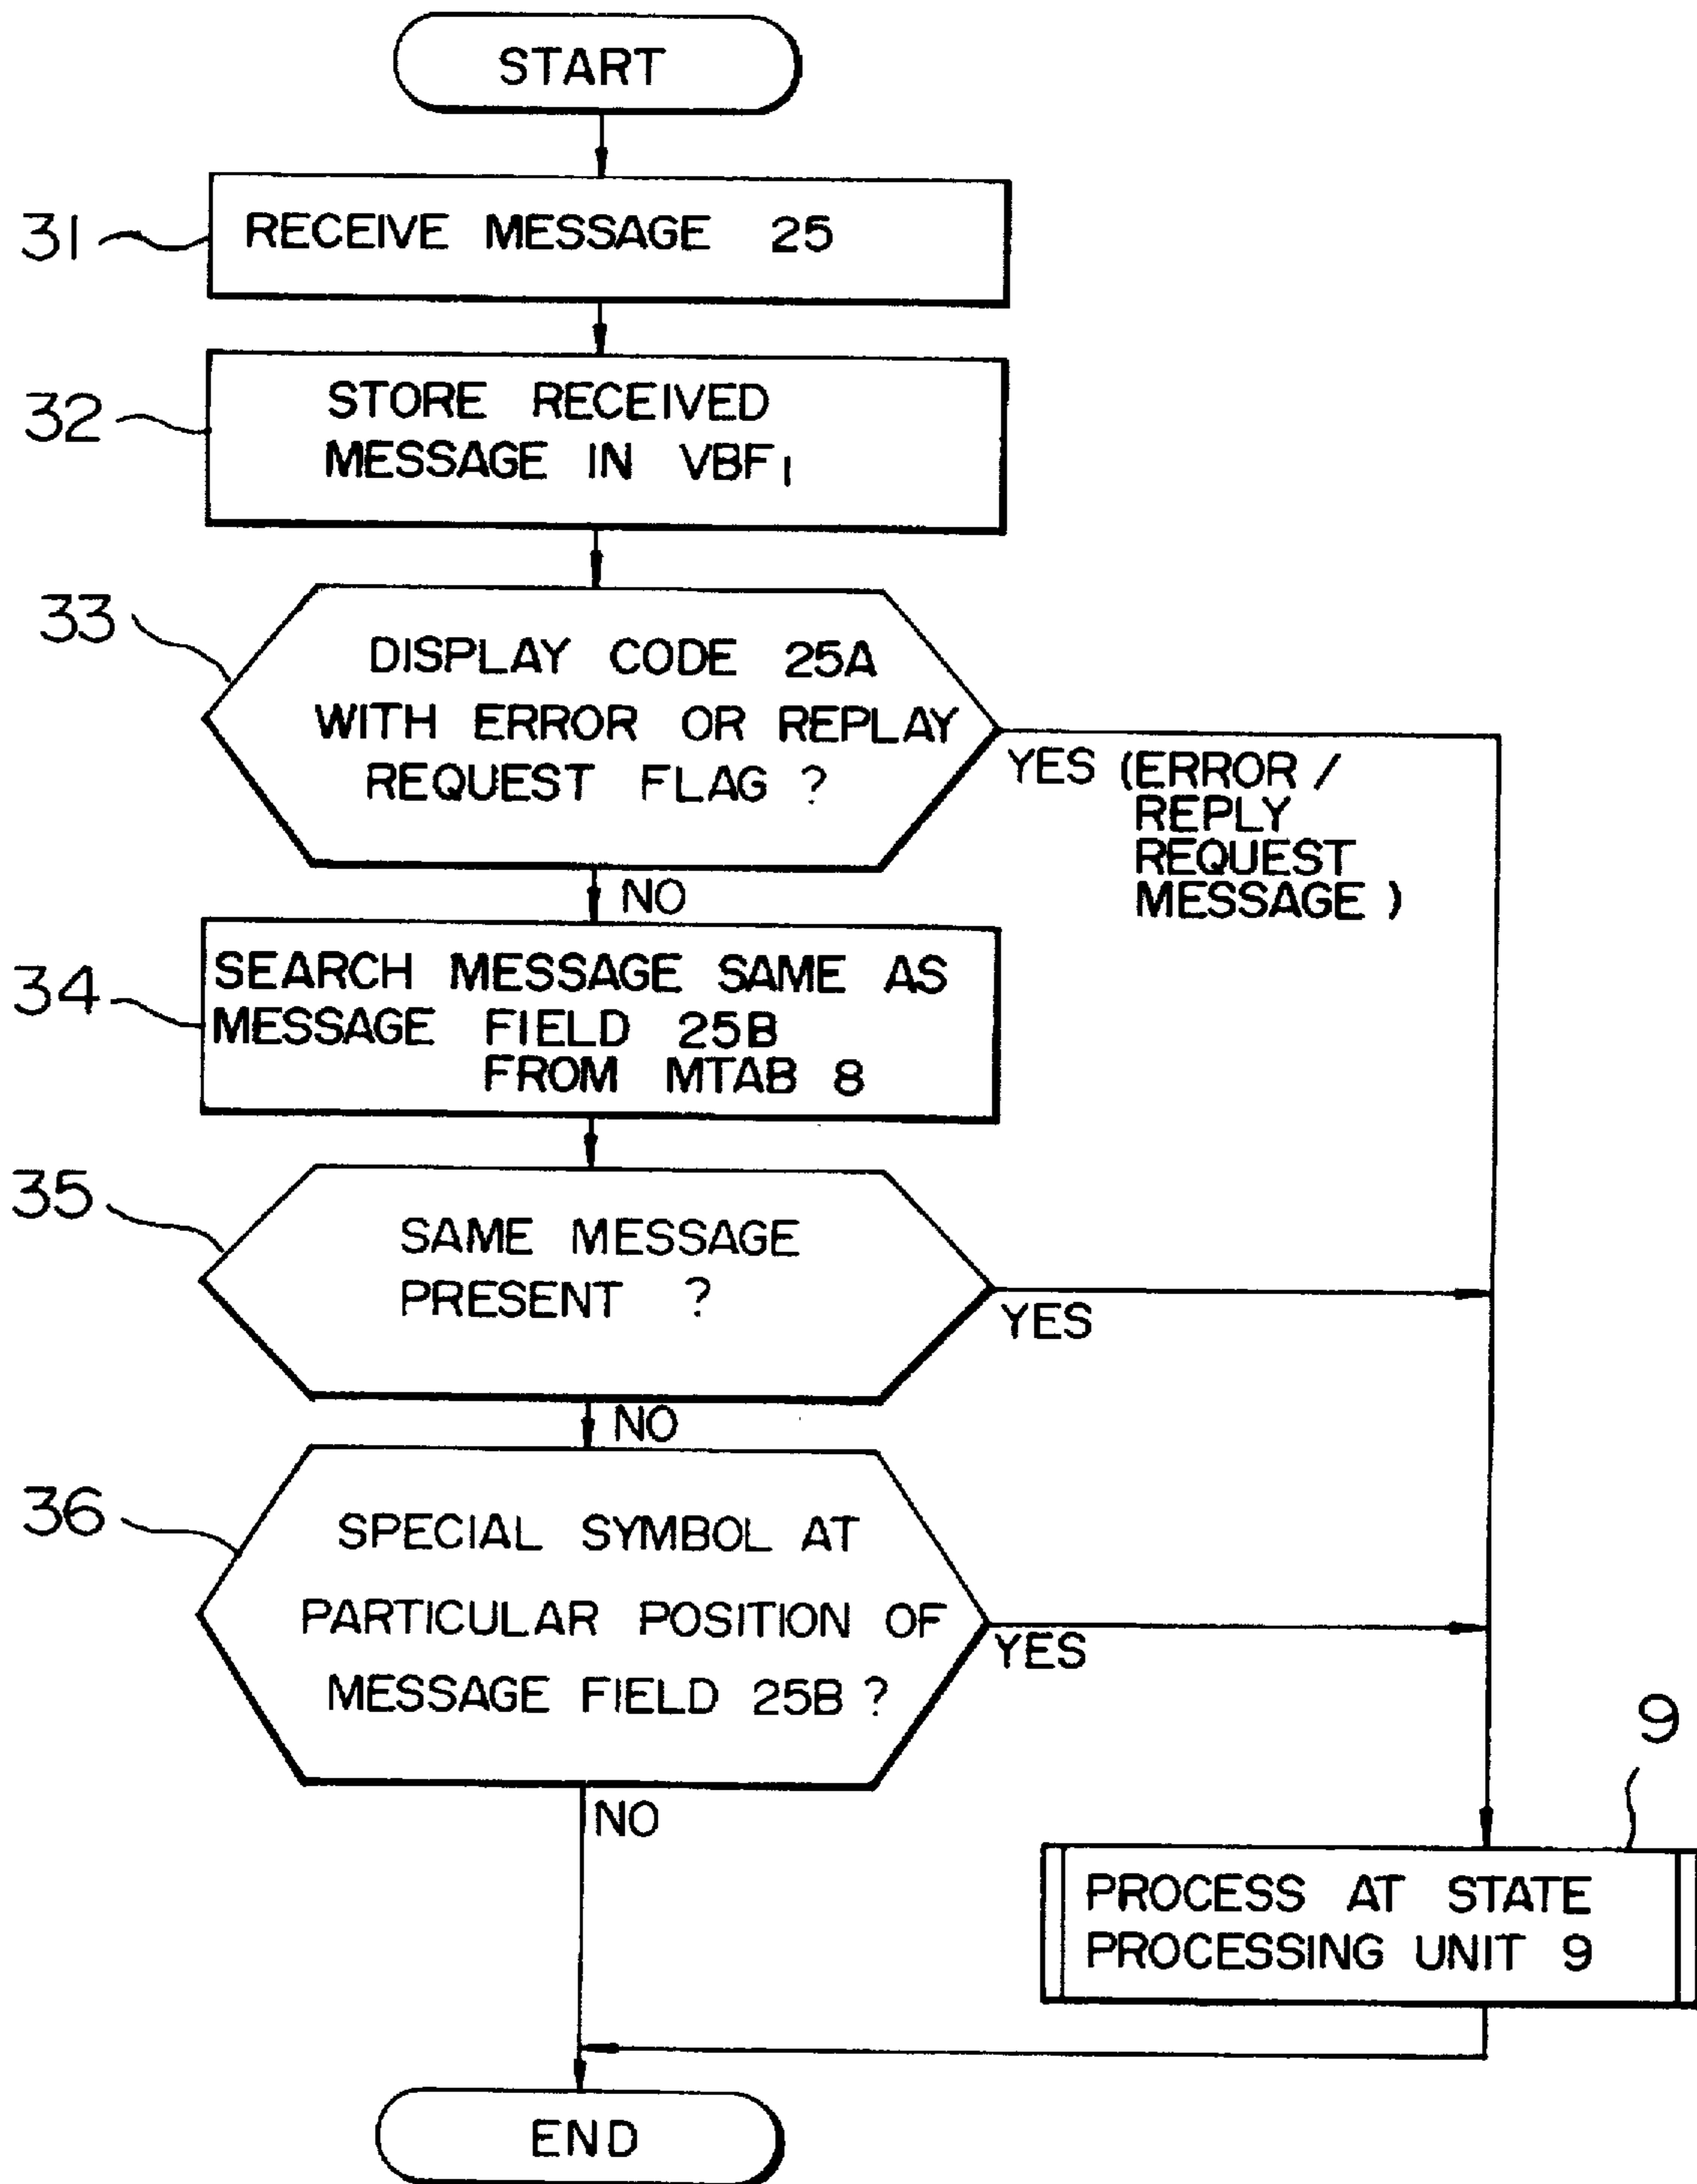 START
31
RECEIVE MESSAGE 25
32
STORE RECEIVED
MESSAGE IN VBF1
33
DISPLAY CODE 25A
WITH ERROR OR REPLAY
REQUEST FLAG ?
YES (ERROR /
REPLY
REQUEST
MESSAGE )
NO
34
SEARCH MESSAGE SAME AS
MESSAGE FIELD 25B
FROM MTAB 8
35
SAME MESSAGE
PRESENT ?
YES
NO
36
SPECIAL SYMBOL AT
PARTICULAR POSITION OF
MESSAGE FIELD 25B ?
YES
NO
9
PROCESS AT STATE
PROCESSING UNIT 9
END